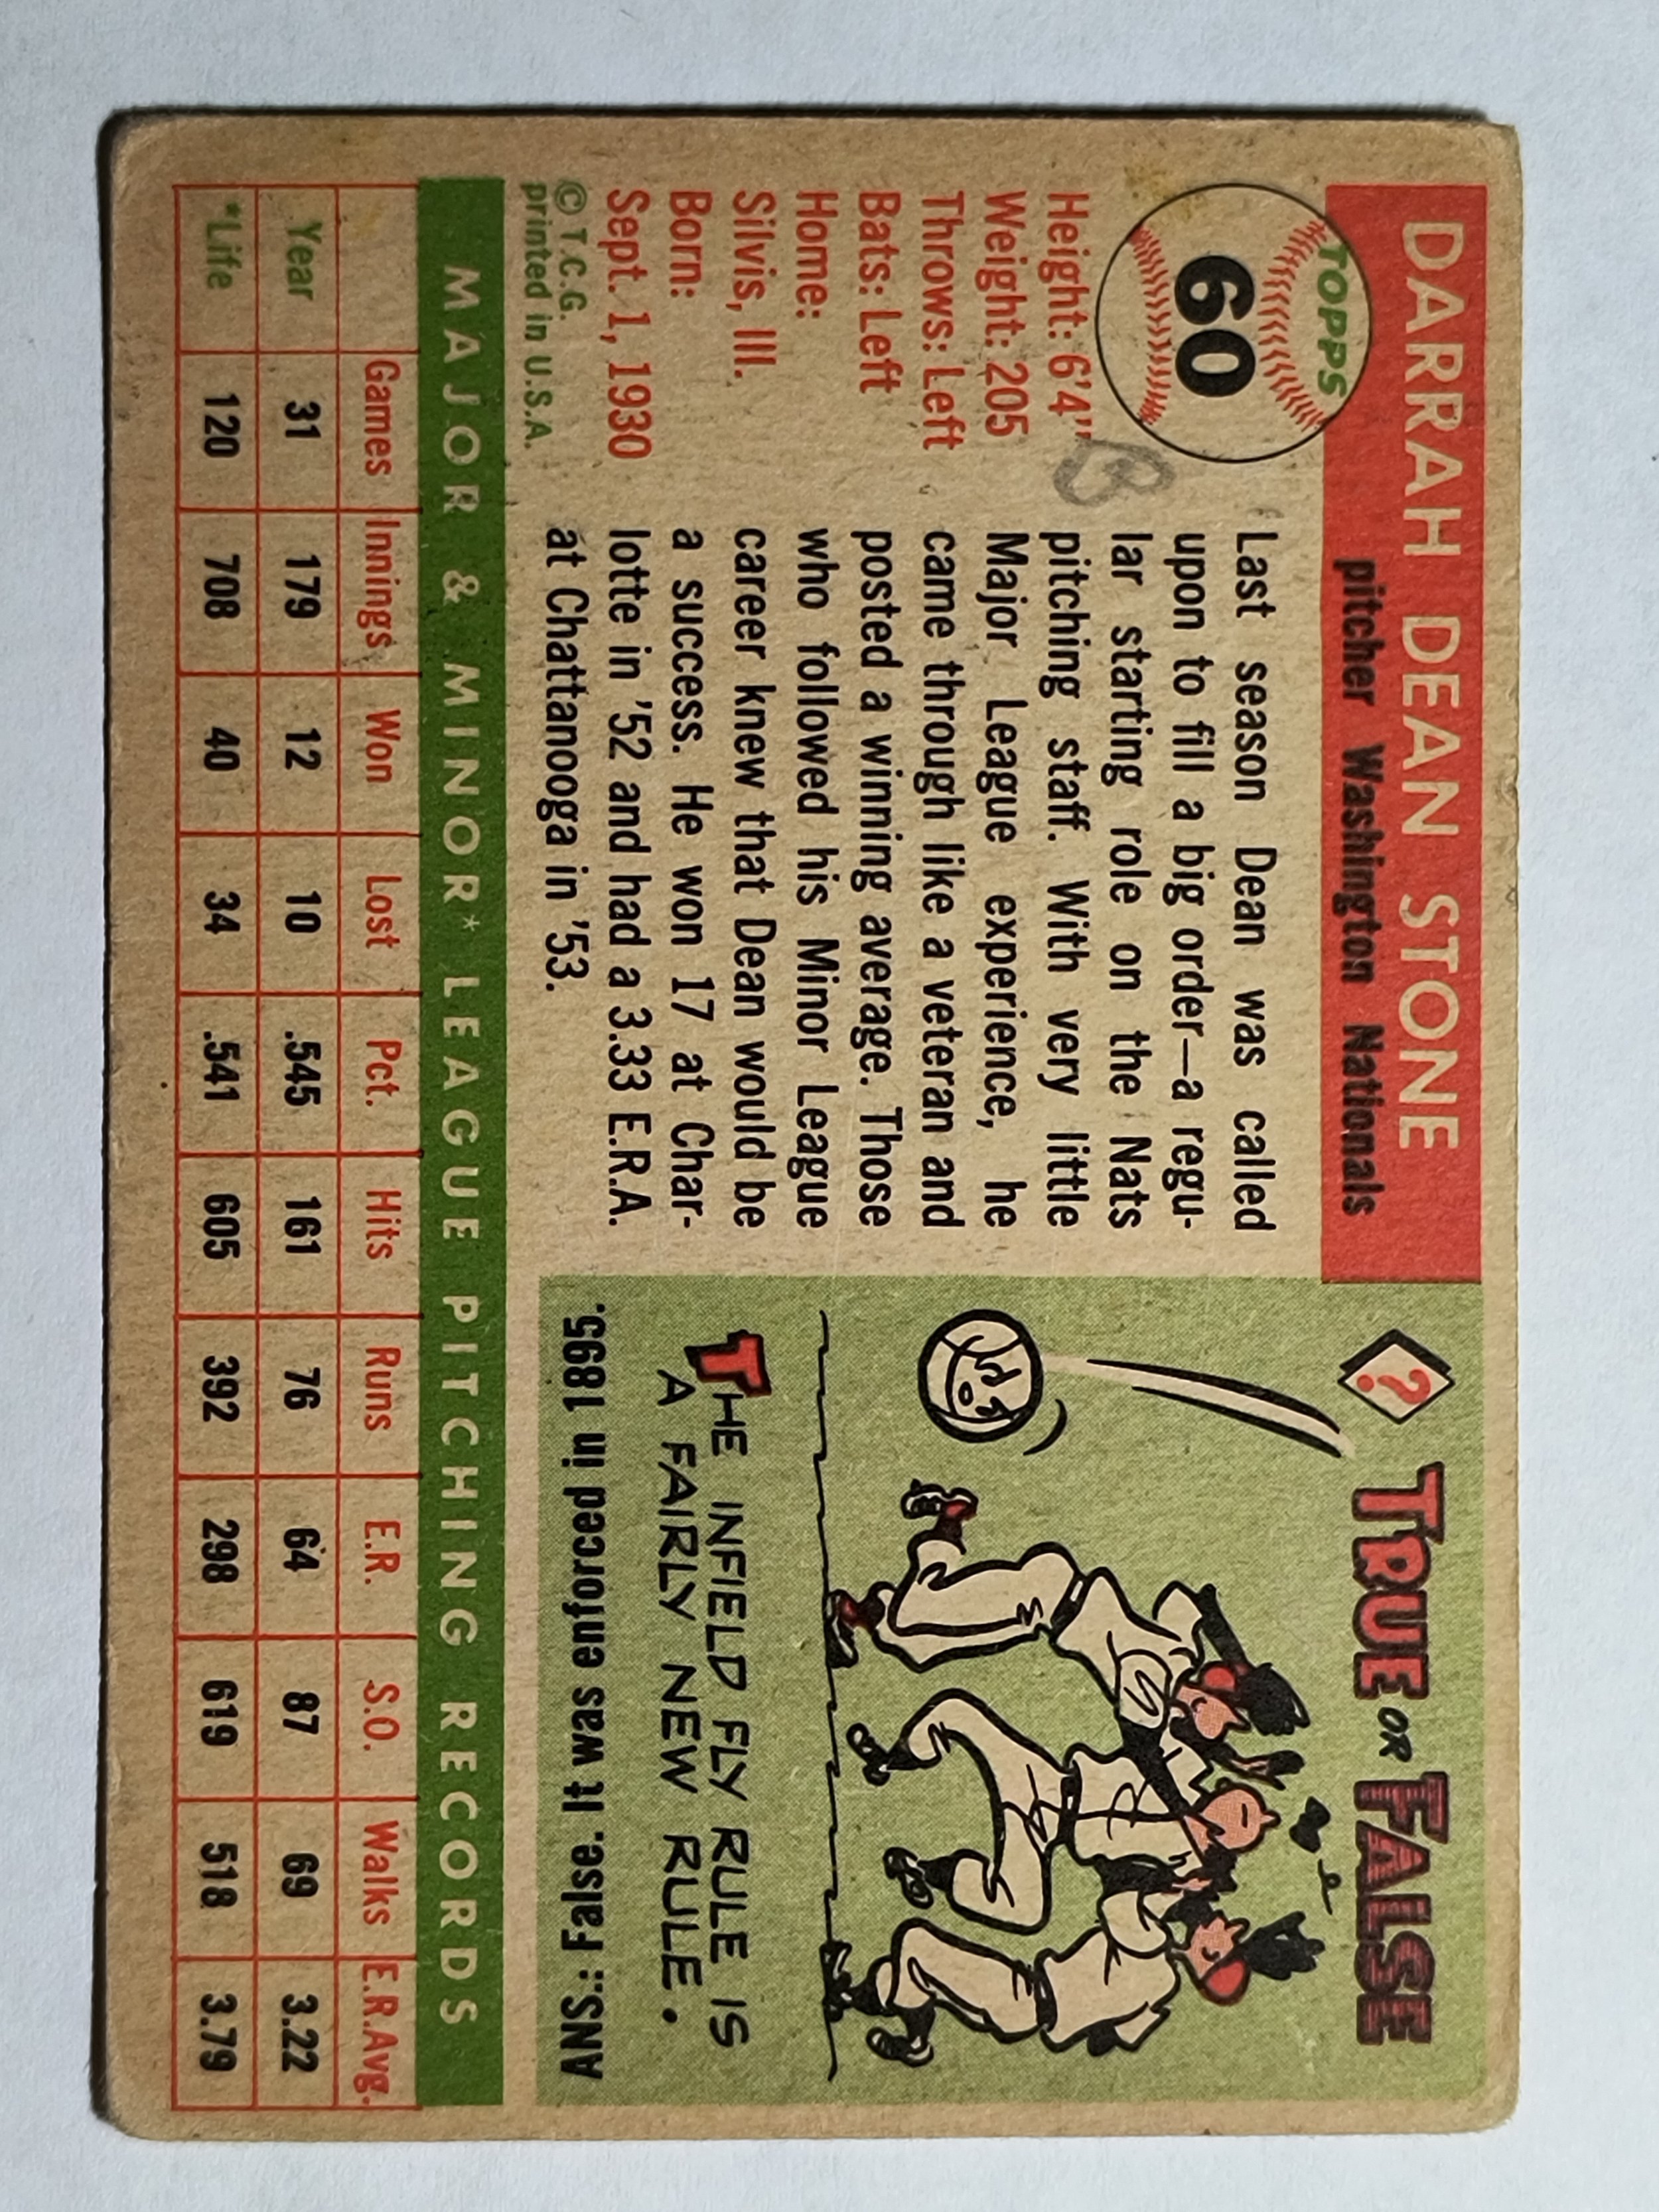 DARRAH DEAN STONE
pitcher Washington Nationals
TOPPS
60
Height: 6'4"
Weight: 205
Throws: Left
Bats: Left
Home:
Silvis, Ill.
Born:
Sept. 1, 1930
© T.C.G.
printed in U.S.A.
B
Last season Dean was called
upon to fill a big order—a regu-
lar starting role on the Nats
pitching staff. With very little
Major League experience, he
came through like a veteran and
posted a winning average. Those
who followed his Minor League
career knew that Dean would be
a success. He won 17 at Char-
lotte in '52 and had a 3.33 E.R.A.
at Chattanooga in '53.
? TRUE OR FALSE
THE INFIELD FLY RULE IS
A FAIRLY NEW RULE.
ANS.: False. It was enforced in 1895.
MAJOR & MINOR* LEAGUE PITCHING RECORDS
Games Innings Won Lost Pct. Hits Runs E.R. S.O. Walks E.R.Avg.
Year 31 179 12 10 .545 161 76 64 87 69 3.22
*Life 120 708 40 34 .541 605 392 298 619 518 3.79